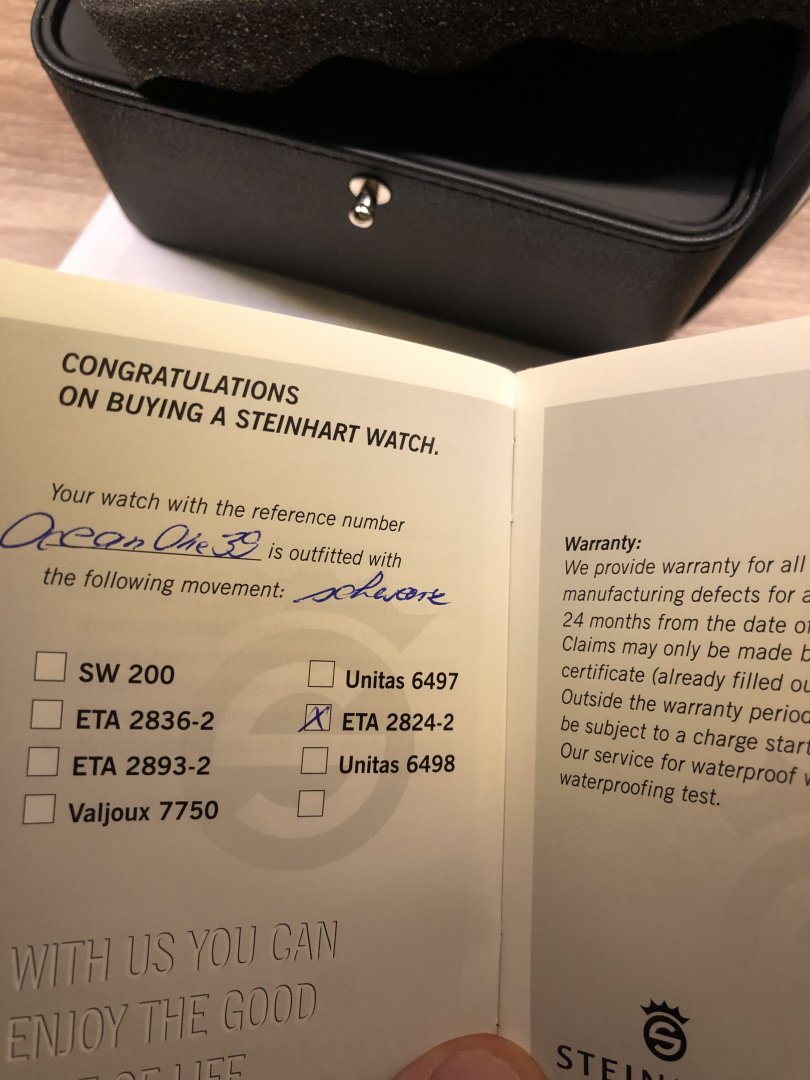 CONGRATULATIONS
ON BUYING A STEINHART WATCH.
Your watch with the reference number
Ocean One 39 is outfitted with
the following movement: schwarz
SW 200
ETA 2836-2
ETA 2893-2
Valjoux 7750
Unitas 6497
X ETA 2824-2
Unitas 6498
WITH US YOU CAN
ENJOY THE GOOD
OF LIFE
Warranty:
We provide warranty for all
manufacturing defects for a
24 months from the date of
Claims may only be made b
certificate (already filled ou
Outside the warranty period
be subject to a charge start
Our service for waterproof w
waterproofing test.
S
STEIN